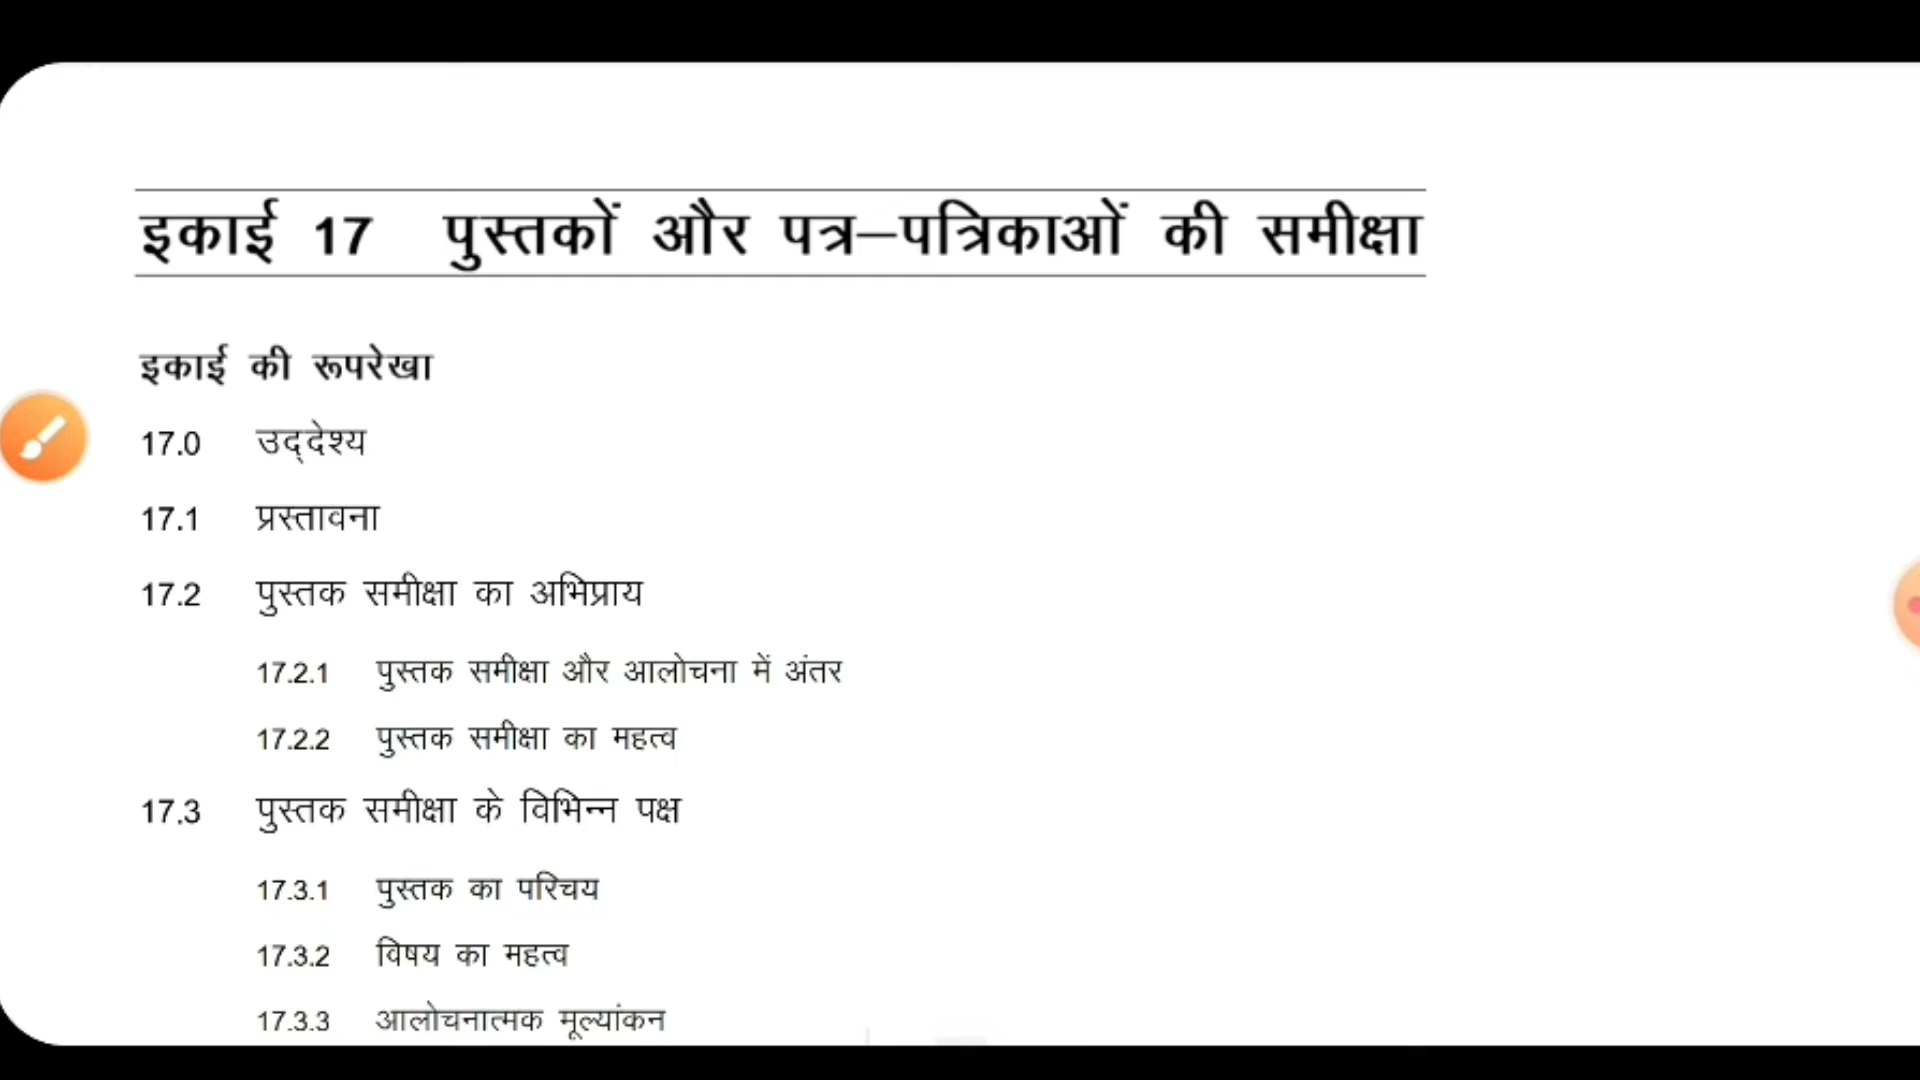 इकाई 17 पुस्तकों और पत्र–पत्रिकाओं की समीक्षा
इकाई की रूपरेखा
17.0 उद्‌देश्य
17.1 प्रस्तावना
17.2 पुस्तक समीक्षा का अभिप्राय
17.2.1 पुस्तक समीक्षा और आलोचना में अंतर
17.2.2 पुस्तक समीक्षा का महत्व
17.3 पुस्तक समीक्षा के विभिन्न पक्ष
17.3.1 पुस्तक का परिचय
17.3.2 विषय का महत्व
17.3.3 आलोचनात्मक मूल्यांकन